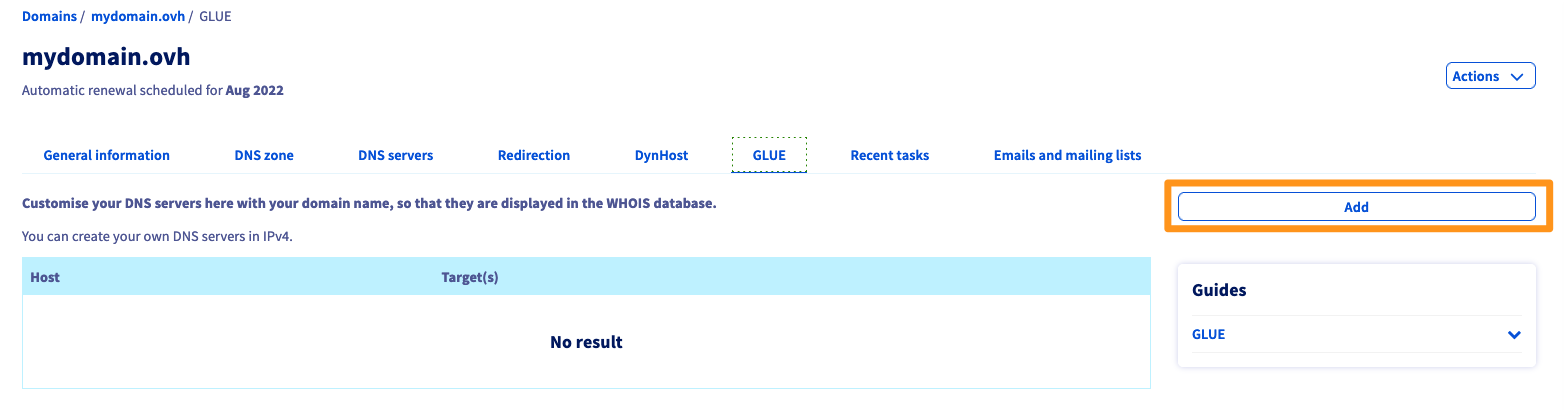 Domains / mydomain.ovh / GLUE
mydomain.ovh
Automatic renewal scheduled for Aug 2022
Actions
General information DNS zone DNS servers Redirection DynHost GLUE Recent tasks Emails and mailing lists
Customise your DNS servers here with your domain name, so that they are displayed in the WHOIS database.
Add
You can create your own DNS servers in IPv4.
Host Target(s)
No result
Guides
GLUE